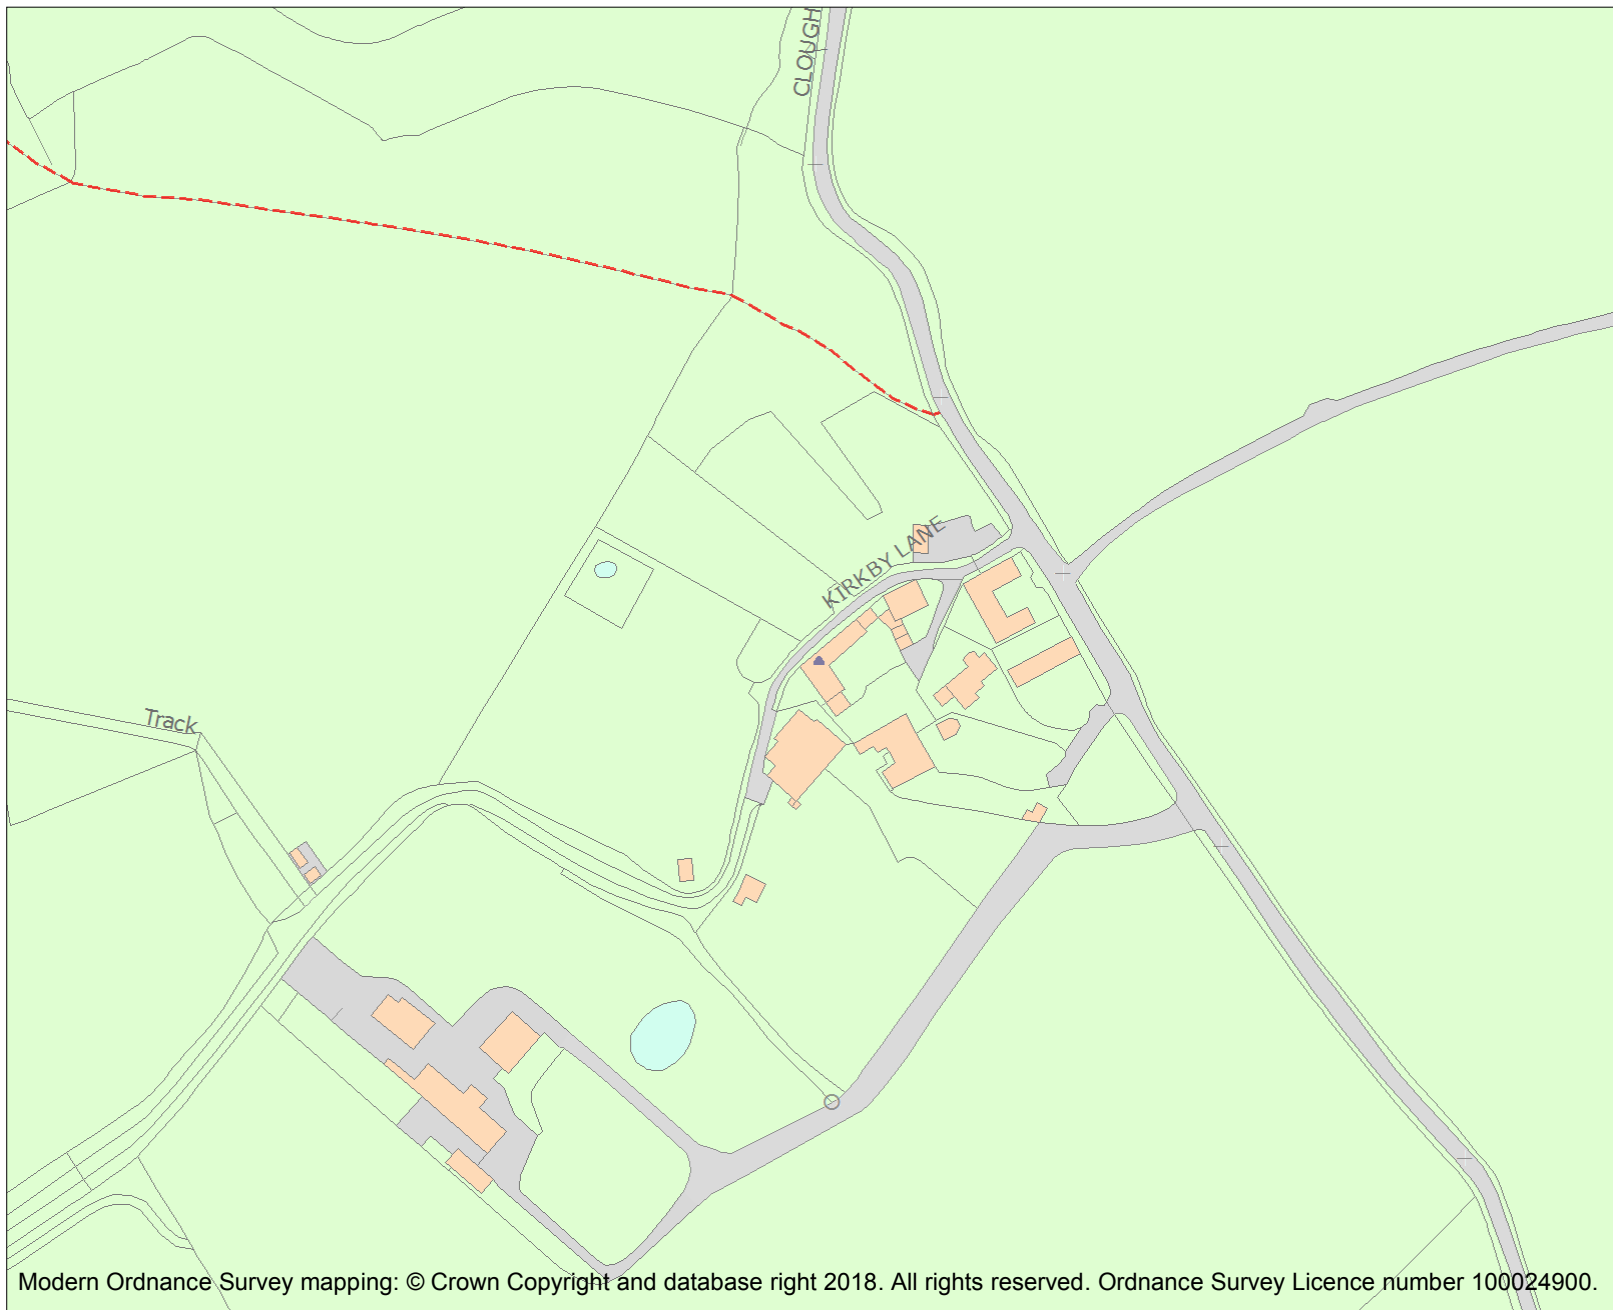 CLOUGH
KIRKBY LANE
Track
Modern Ordnance Survey mapping: © Crown Copyright and database right 2018. All rights reserved. Ordnance Survey Licence number 100024900.